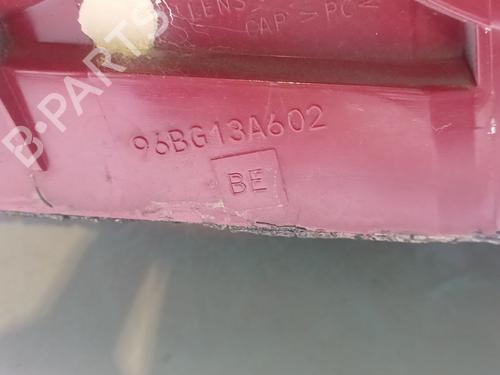 LENS
CAP >PC<
96BG13A602
BE
B-PARTS